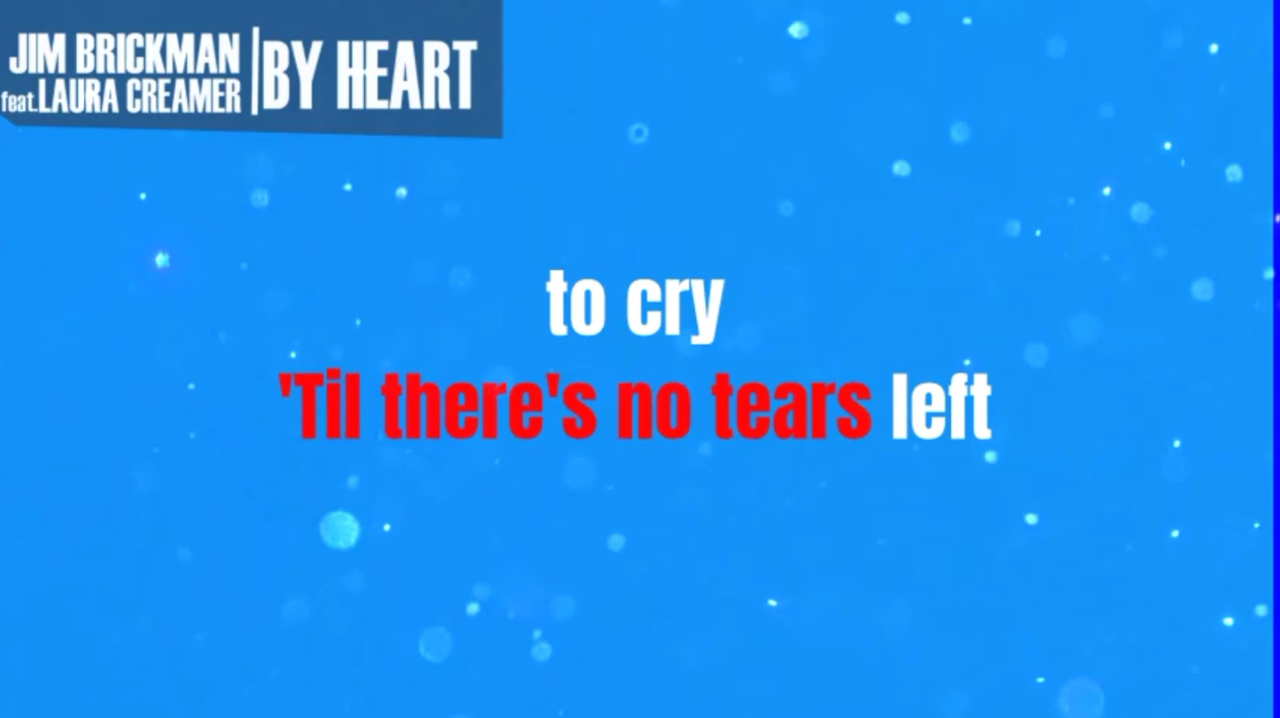 JIM BRICKMAN
feat.LAURA CREAMER
BY HEART
to cry
'Til there's no tears left